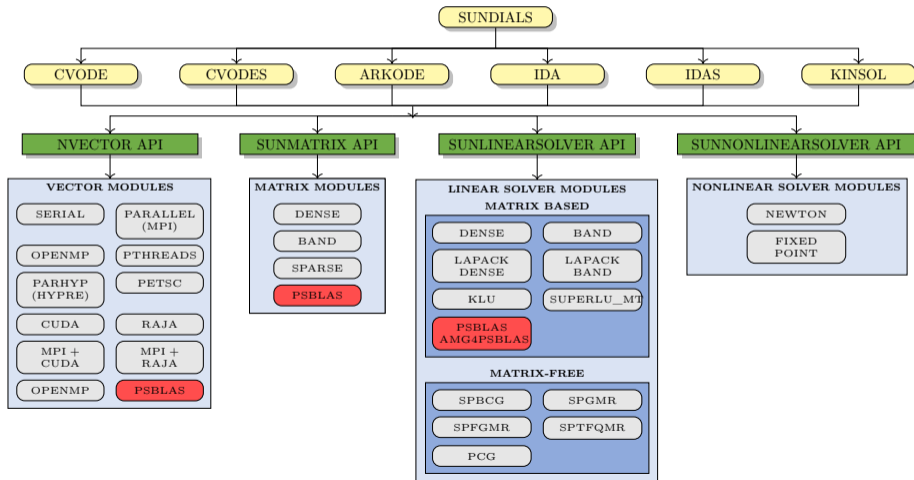 SUNDIALS
CVODE
CVODES
ARKODE
IDA
IDAS
KINSOL
NVECTOR API
SUNMATRIX API
SUNLINEARSOLVER API
SUNNONLINEARSOLVER API
VECTOR MODULES
SERIAL
PARALLEL
(MPI)
OPENMP
PTHREADS
PARHYP
(HYPRE)
PETSC
CUDA
RAJA
MPI +
CUDA
MPI +
RAJA
OPENMP
PSBLAS
MATRIX MODULES
DENSE
BAND
SPARSE
PSBLAS
LINEAR SOLVER MODULES
MATRIX BASED
DENSE
BAND
LAPACK
DENSE
LAPACK
BAND
KLU
SUPERLU_MT
PSBLAS
AMG4PSBLAS
MATRIX-FREE
SPBCG
SPGMR
SPFGMR
SPTFQMR
PCG
NONLINEAR SOLVER MODULES
NEWTON
FIXED
POINT